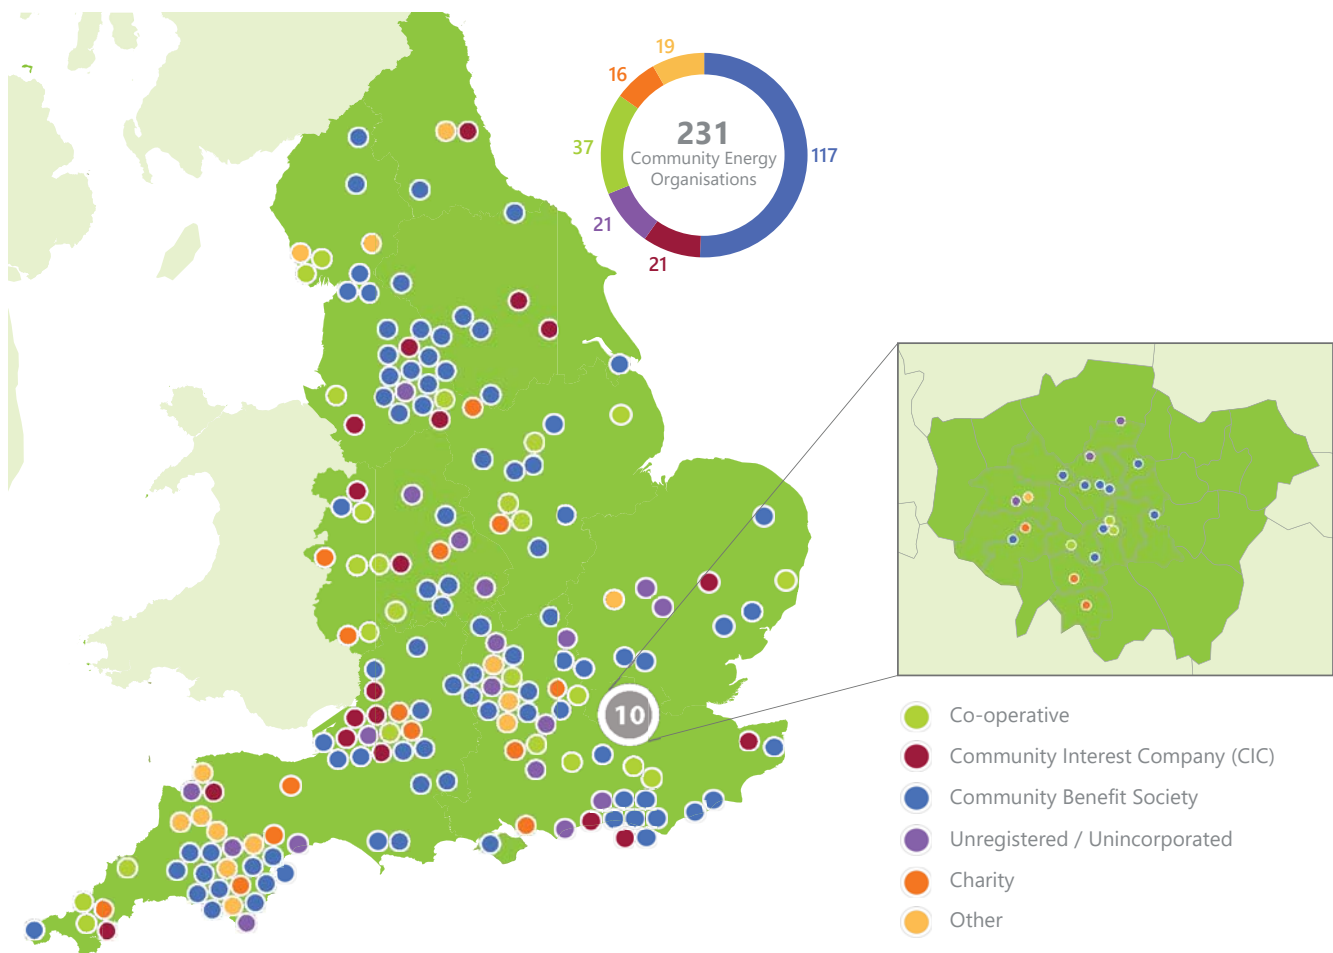 19
16
231
Community Energy
Organisations
37
117
21
21
10
Co-operative
Community Interest Company (CIC)
Community Benefit Society
Unregistered / Unincorporated
Charity
Other